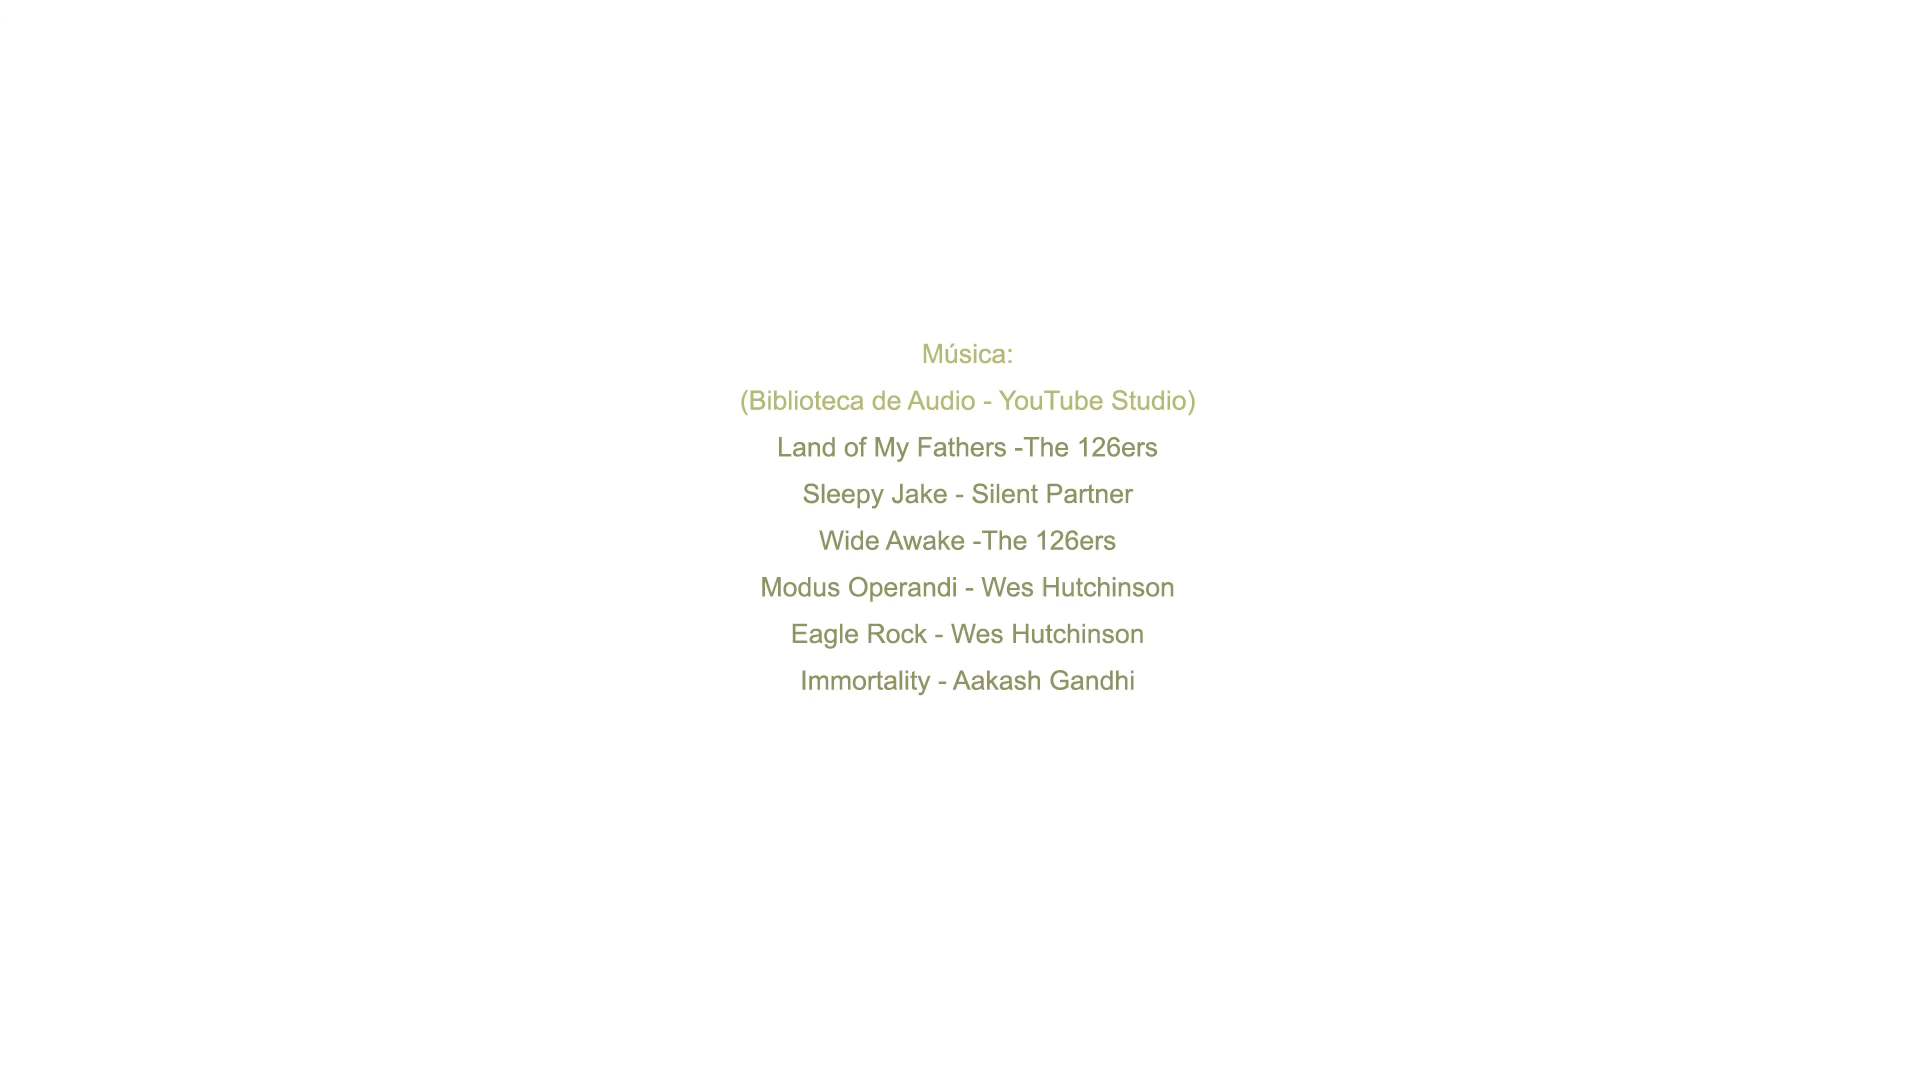 Música:
(Biblioteca de Audio - YouTube Studio)
Land of My Fathers -The 126ers
Sleepy Jake - Silent Partner
Wide Awake -The 126ers
Modus Operandi - Wes Hutchinson
Eagle Rock - Wes Hutchinson
Immortality - Aakash Gandhi